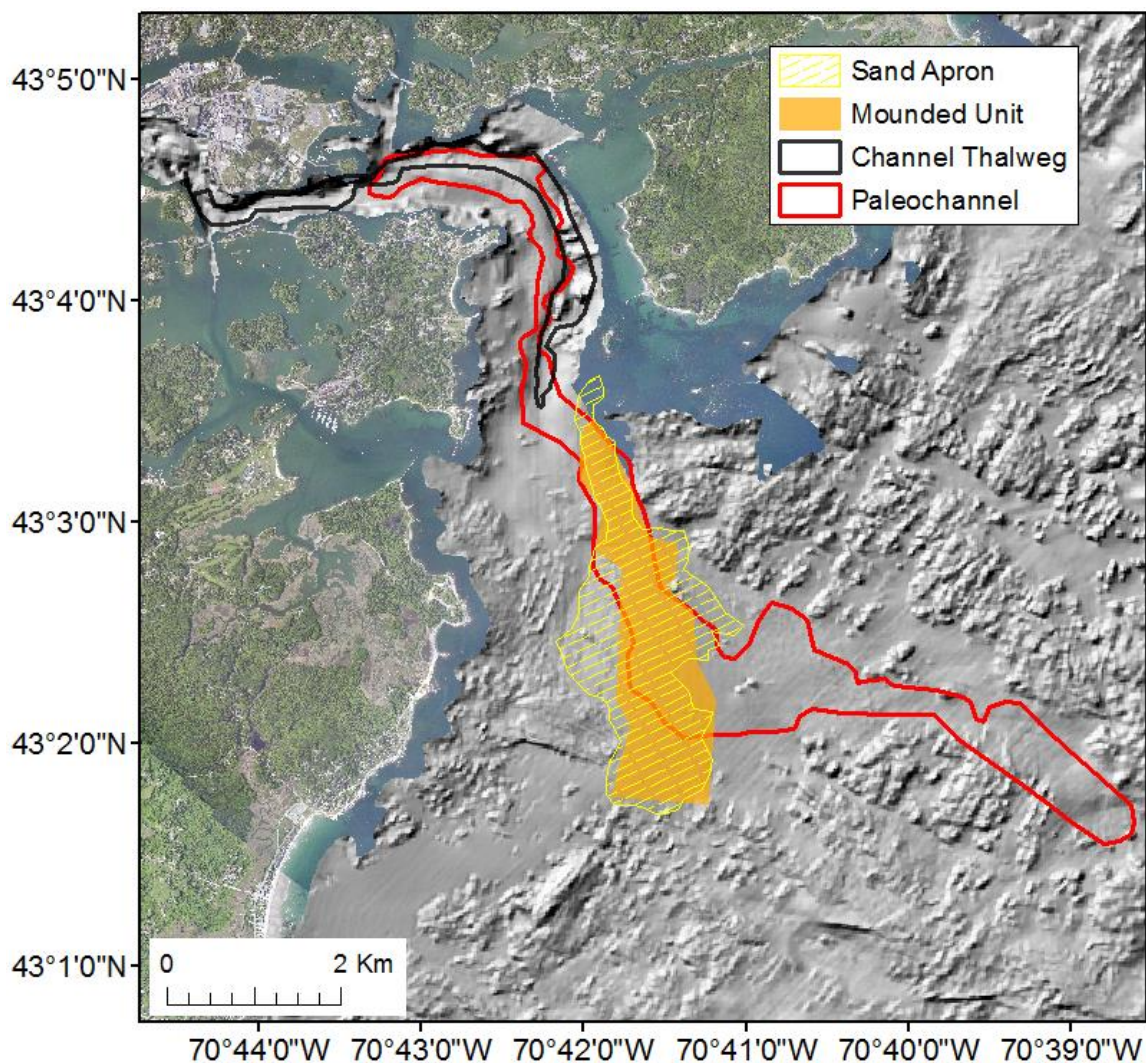 43°5'0"N
43°4'0"N
43°3'0"N
43°2'0"N
43°1'0"N
Sand Apron
Mounded Unit
Channel Thalweg
Paleochannel
0 2 Km
70°44'0"W 70°43'0"W 70°42'0"W 70°41'0"W 70°40'0"W 70°39'0"W